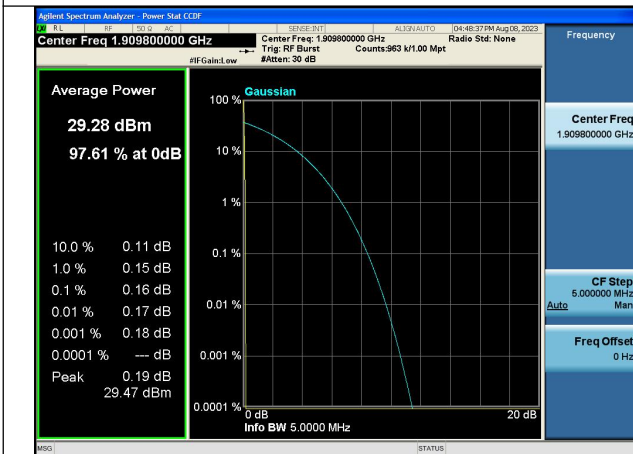 Agilent Spectrum Analyzer - Power Stat CCDF
RL RF 50 Ω AC SENSE:INT ALIGN AUTO 04:48:37 PM Aug 08, 2023
Center Freq 1.909800000 GHz
Center Freq: 1.909800000 GHz Radio Std: None
Trig: RF Burst Counts:963 k/1.00 Mpt
#IFGain:Low #Atten: 30 dB
Frequency
Average Power
29.28 dBm
97.61 % at 0dB
10.0 % 0.11 dB
1.0 % 0.15 dB
0.1 % 0.16 dB
0.01 % 0.17 dB
0.001 % 0.18 dB
0.0001 % --- dB
Peak 0.19 dB
29.47 dBm
Gaussian
100 %
10 %
1 %
0.1 %
0.01 %
0.001 %
0.0001 %
0 dB 20 dB
Info BW 5.0000 MHz
Center Freq
1.909800000 GHz
CF Step
5.000000 MHz
Auto Man
Freq Offset
0 Hz
MSG STATUS